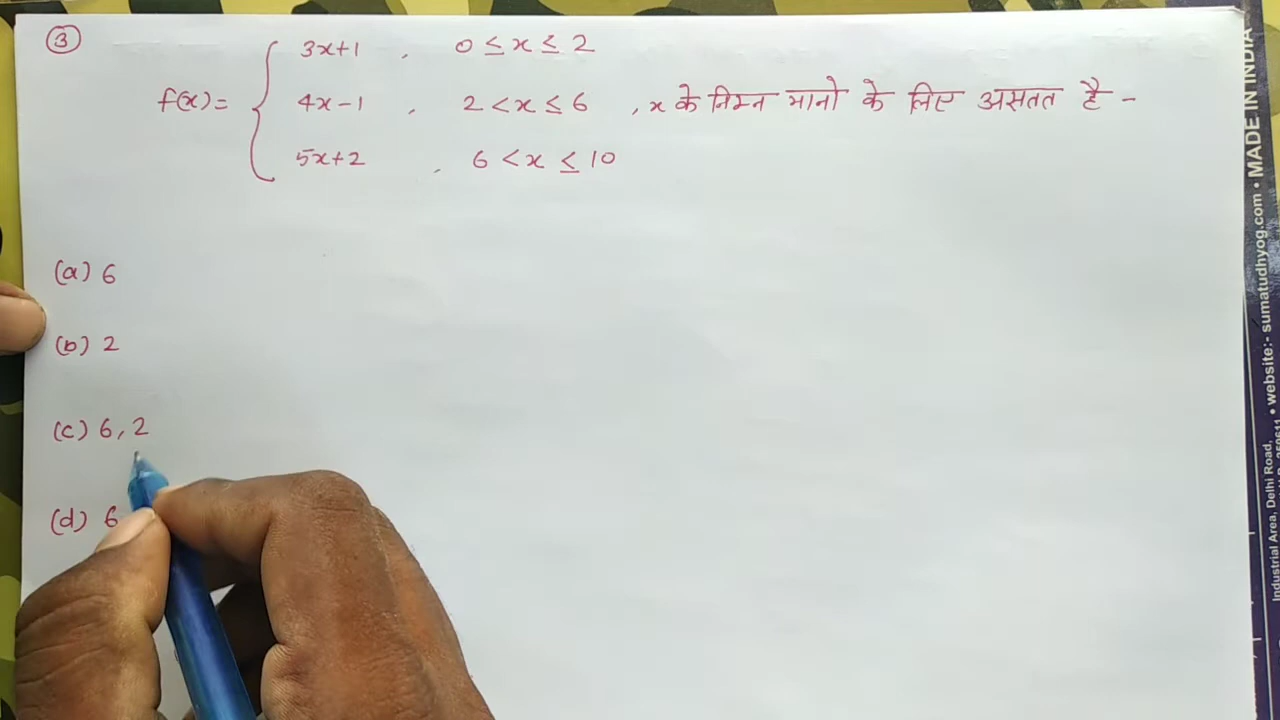 ③
f(x) = { 3x+1 , 0 ≤ x ≤ 2
4x-1 , 2 < x ≤ 6 , x के निम्न मानो के लिए असतत है -
5x+2 , 6 < x ≤ 10
(a) 6
(b) 2
(c) 6, 2
(d) 6
Industrial Area, Delhi Road,
• website:- sumatudhyog.com • MADE IN INDIA